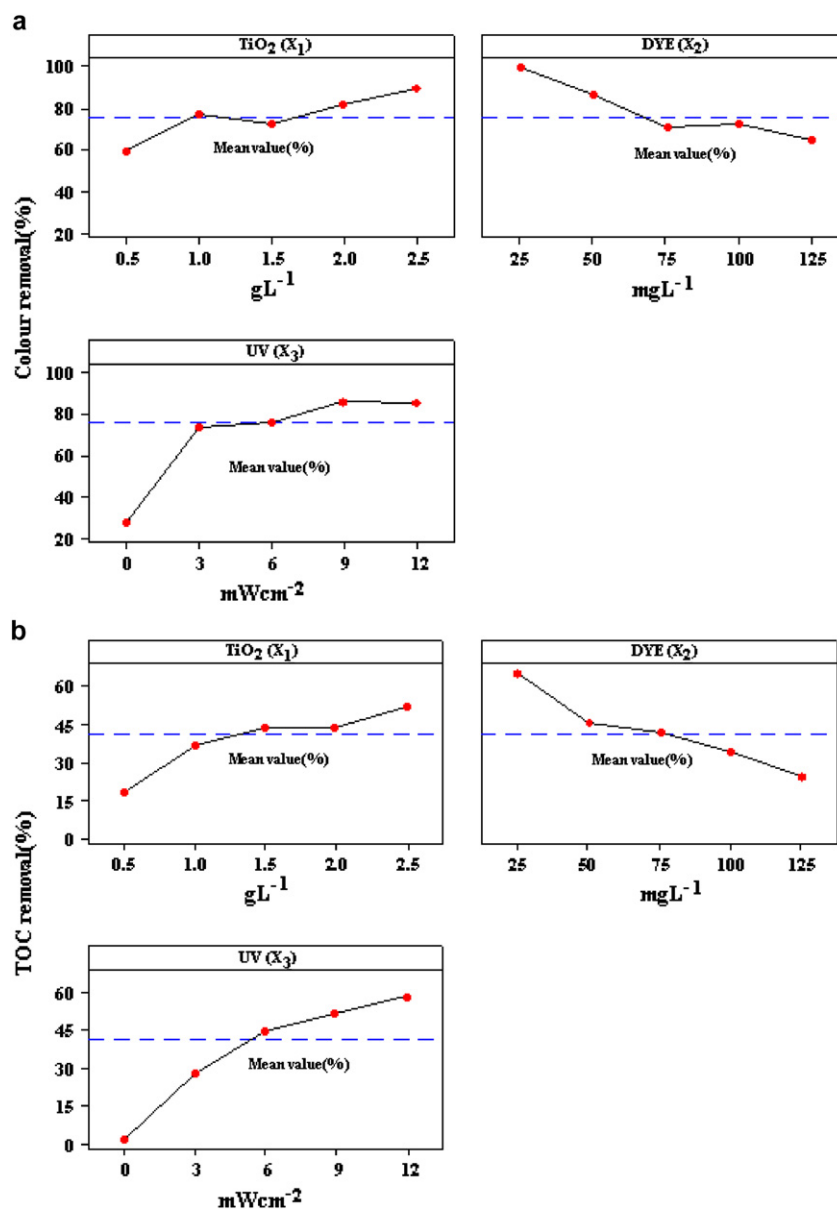 a
TiO2 (X1)
DYE (X2)
100
80
60
40
20
Mean value(%)
Mean value(%)
0.5 1.0 1.5 2.0 2.5
25 50 75 100 125
gL-1
mgL-1
Colour removal(%)
UV (X3)
100
80
60
40
20
Mean value(%)
0 3 6 9 12
mWcm-2
b
TiO2 (X1)
DYE (X2)
60
45
30
15
0
Mean value(%)
Mean value(%)
0.5 1.0 1.5 2.0 2.5
25 50 75 100 125
gL-1
mgL-1
TOC removal(%)
UV (X3)
60
45
30
15
0
Mean value(%)
0 3 6 9 12
mWcm-2